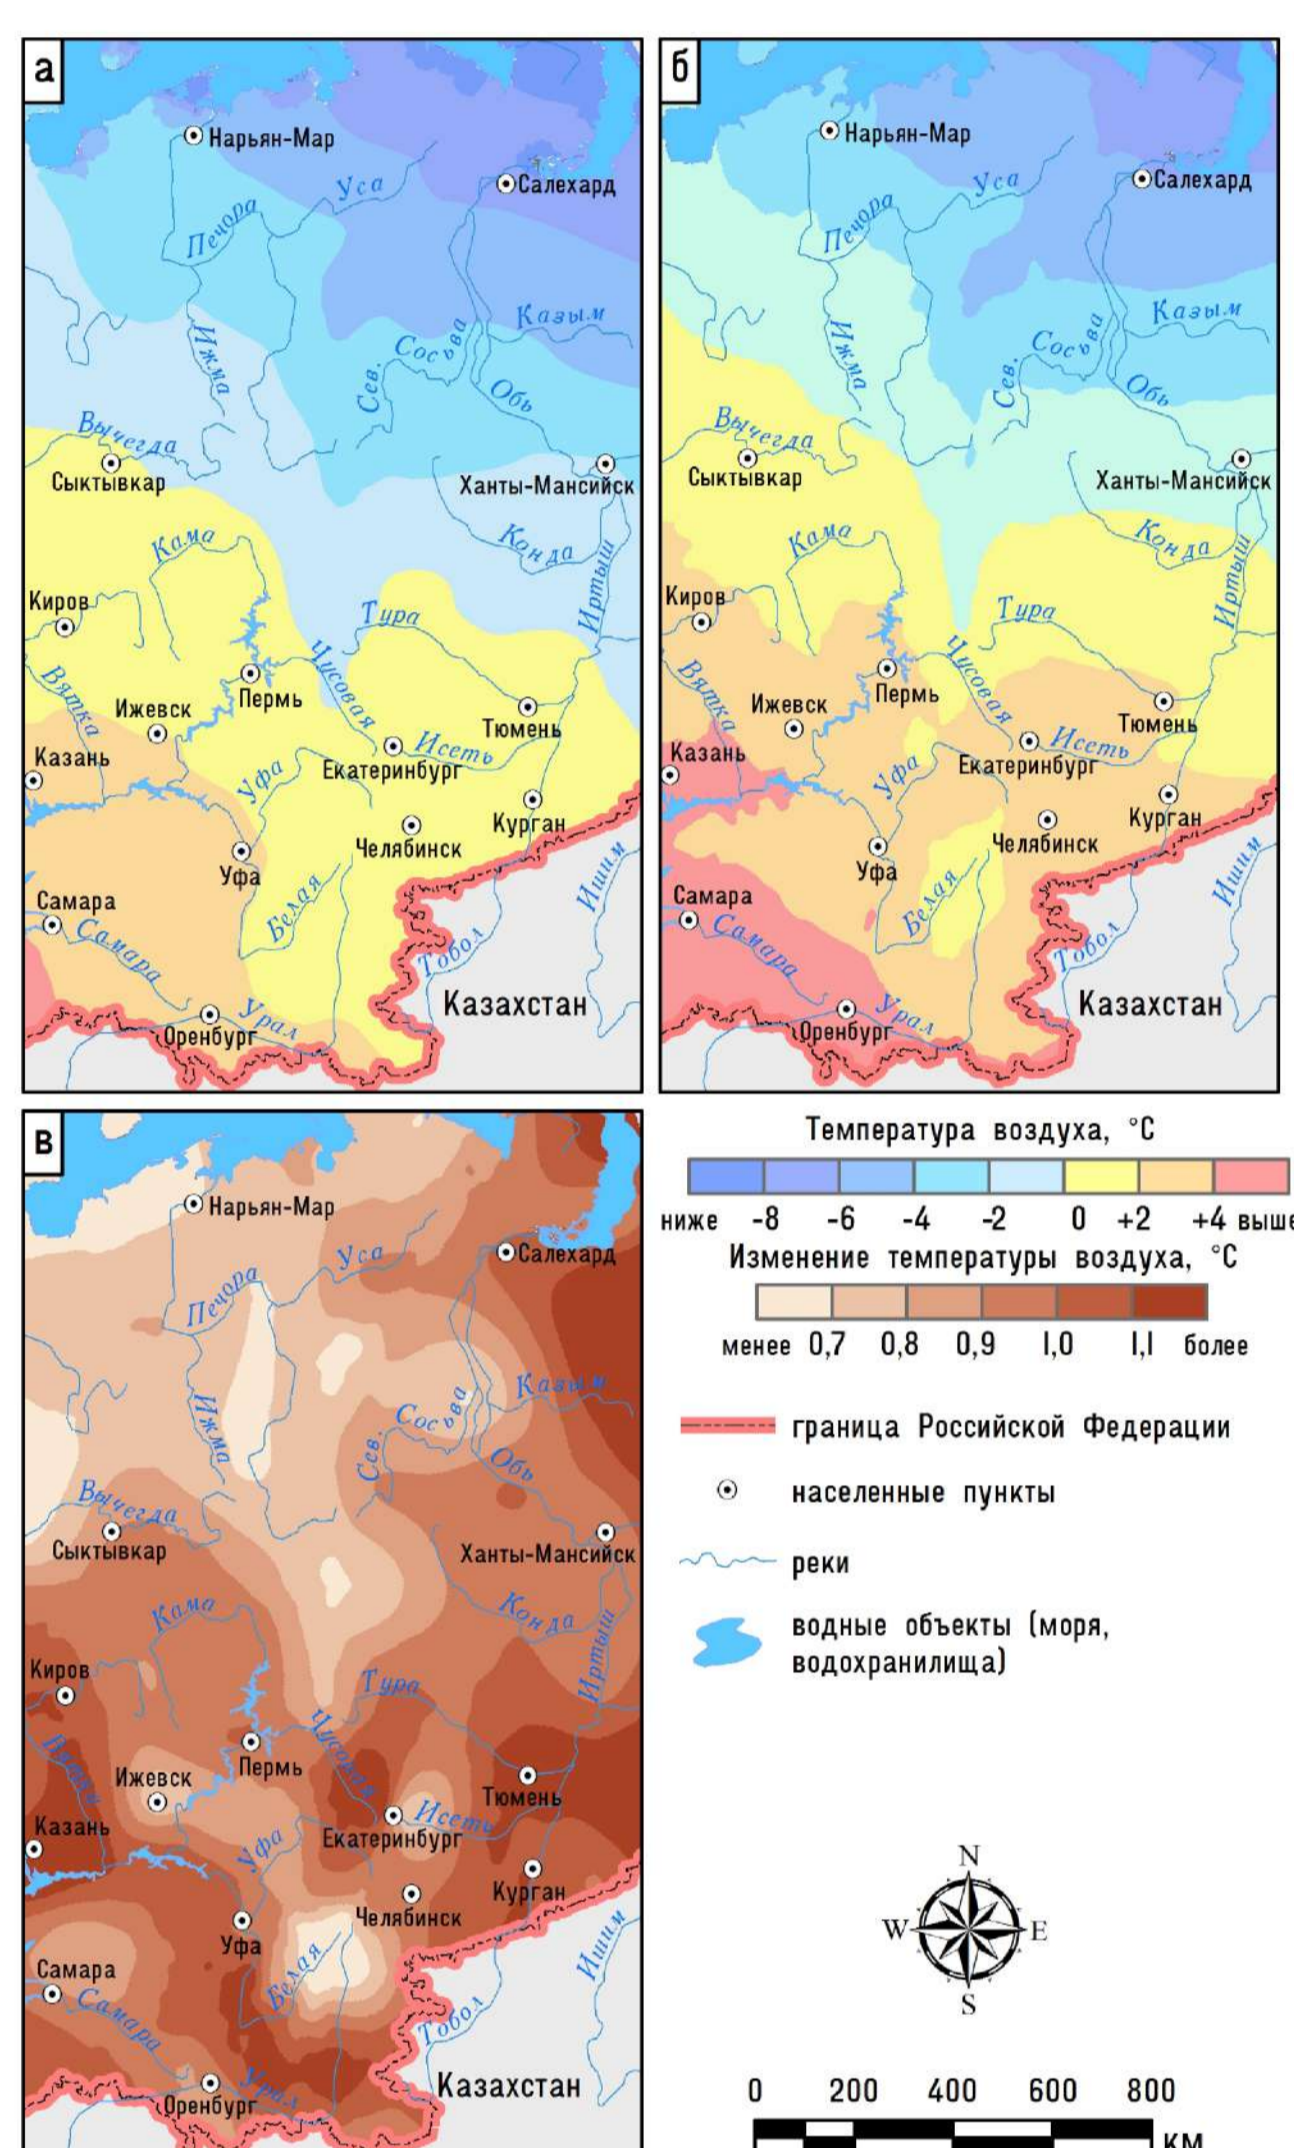 а
Нарьян-Мар
Салехард
Уса
Печора
Ижма
Казым
Сев.
Сосьва
Обь
Вычегда
Сыктывкар
Ханты-Мансийск
Конда
Кама
Иртыш
Киров
Тура
Чусовая
Вятка
Пермь
Ижевск
Тюмень
Исеть
Екатеринбург
Казань
Уфа
Курган
Челябинск
Уфа
Белая
Ишим
Самара
Самара
Тобол
Казахстан
Урал
Оренбург
б
Нарьян-Мар
Салехард
Уса
Печора
Ижма
Казым
Сев.
Сосьва
Обь
Вычегда
Сыктывкар
Ханты-Мансийск
Конда
Кама
Иртыш
Киров
Тура
Чусовая
Вятка
Пермь
Ижевск
Тюмень
Исеть
Екатеринбург
Казань
Уфа
Курган
Челябинск
Уфа
Белая
Ишим
Самара
Самара
Тобол
Казахстан
Урал
Оренбург
в
Нарьян-Мар
Салехард
Уса
Печора
Ижма
Казым
Сев.
Сосьва
Обь
Вычегда
Сыктывкар
Ханты-Мансийск
Конда
Кама
Иртыш
Киров
Тура
Чусовая
Вятка
Пермь
Ижевск
Тюмень
Исеть
Екатеринбург
Казань
Уфа
Курган
Челябинск
Уфа
Белая
Ишим
Самара
Самара
Тобол
Казахстан
Урал
Оренбург
Температура воздуха, °С
ниже -8 -6 -4 -2 0 +2 +4 выше
Изменение температуры воздуха, °С
менее 0,7 0,8 0,9 1,0 1,1 более
граница Российской Федерации
населенные пункты
реки
водные объекты (моря,
водохранилища)
N
W E
S
0 200 400 600 800
км